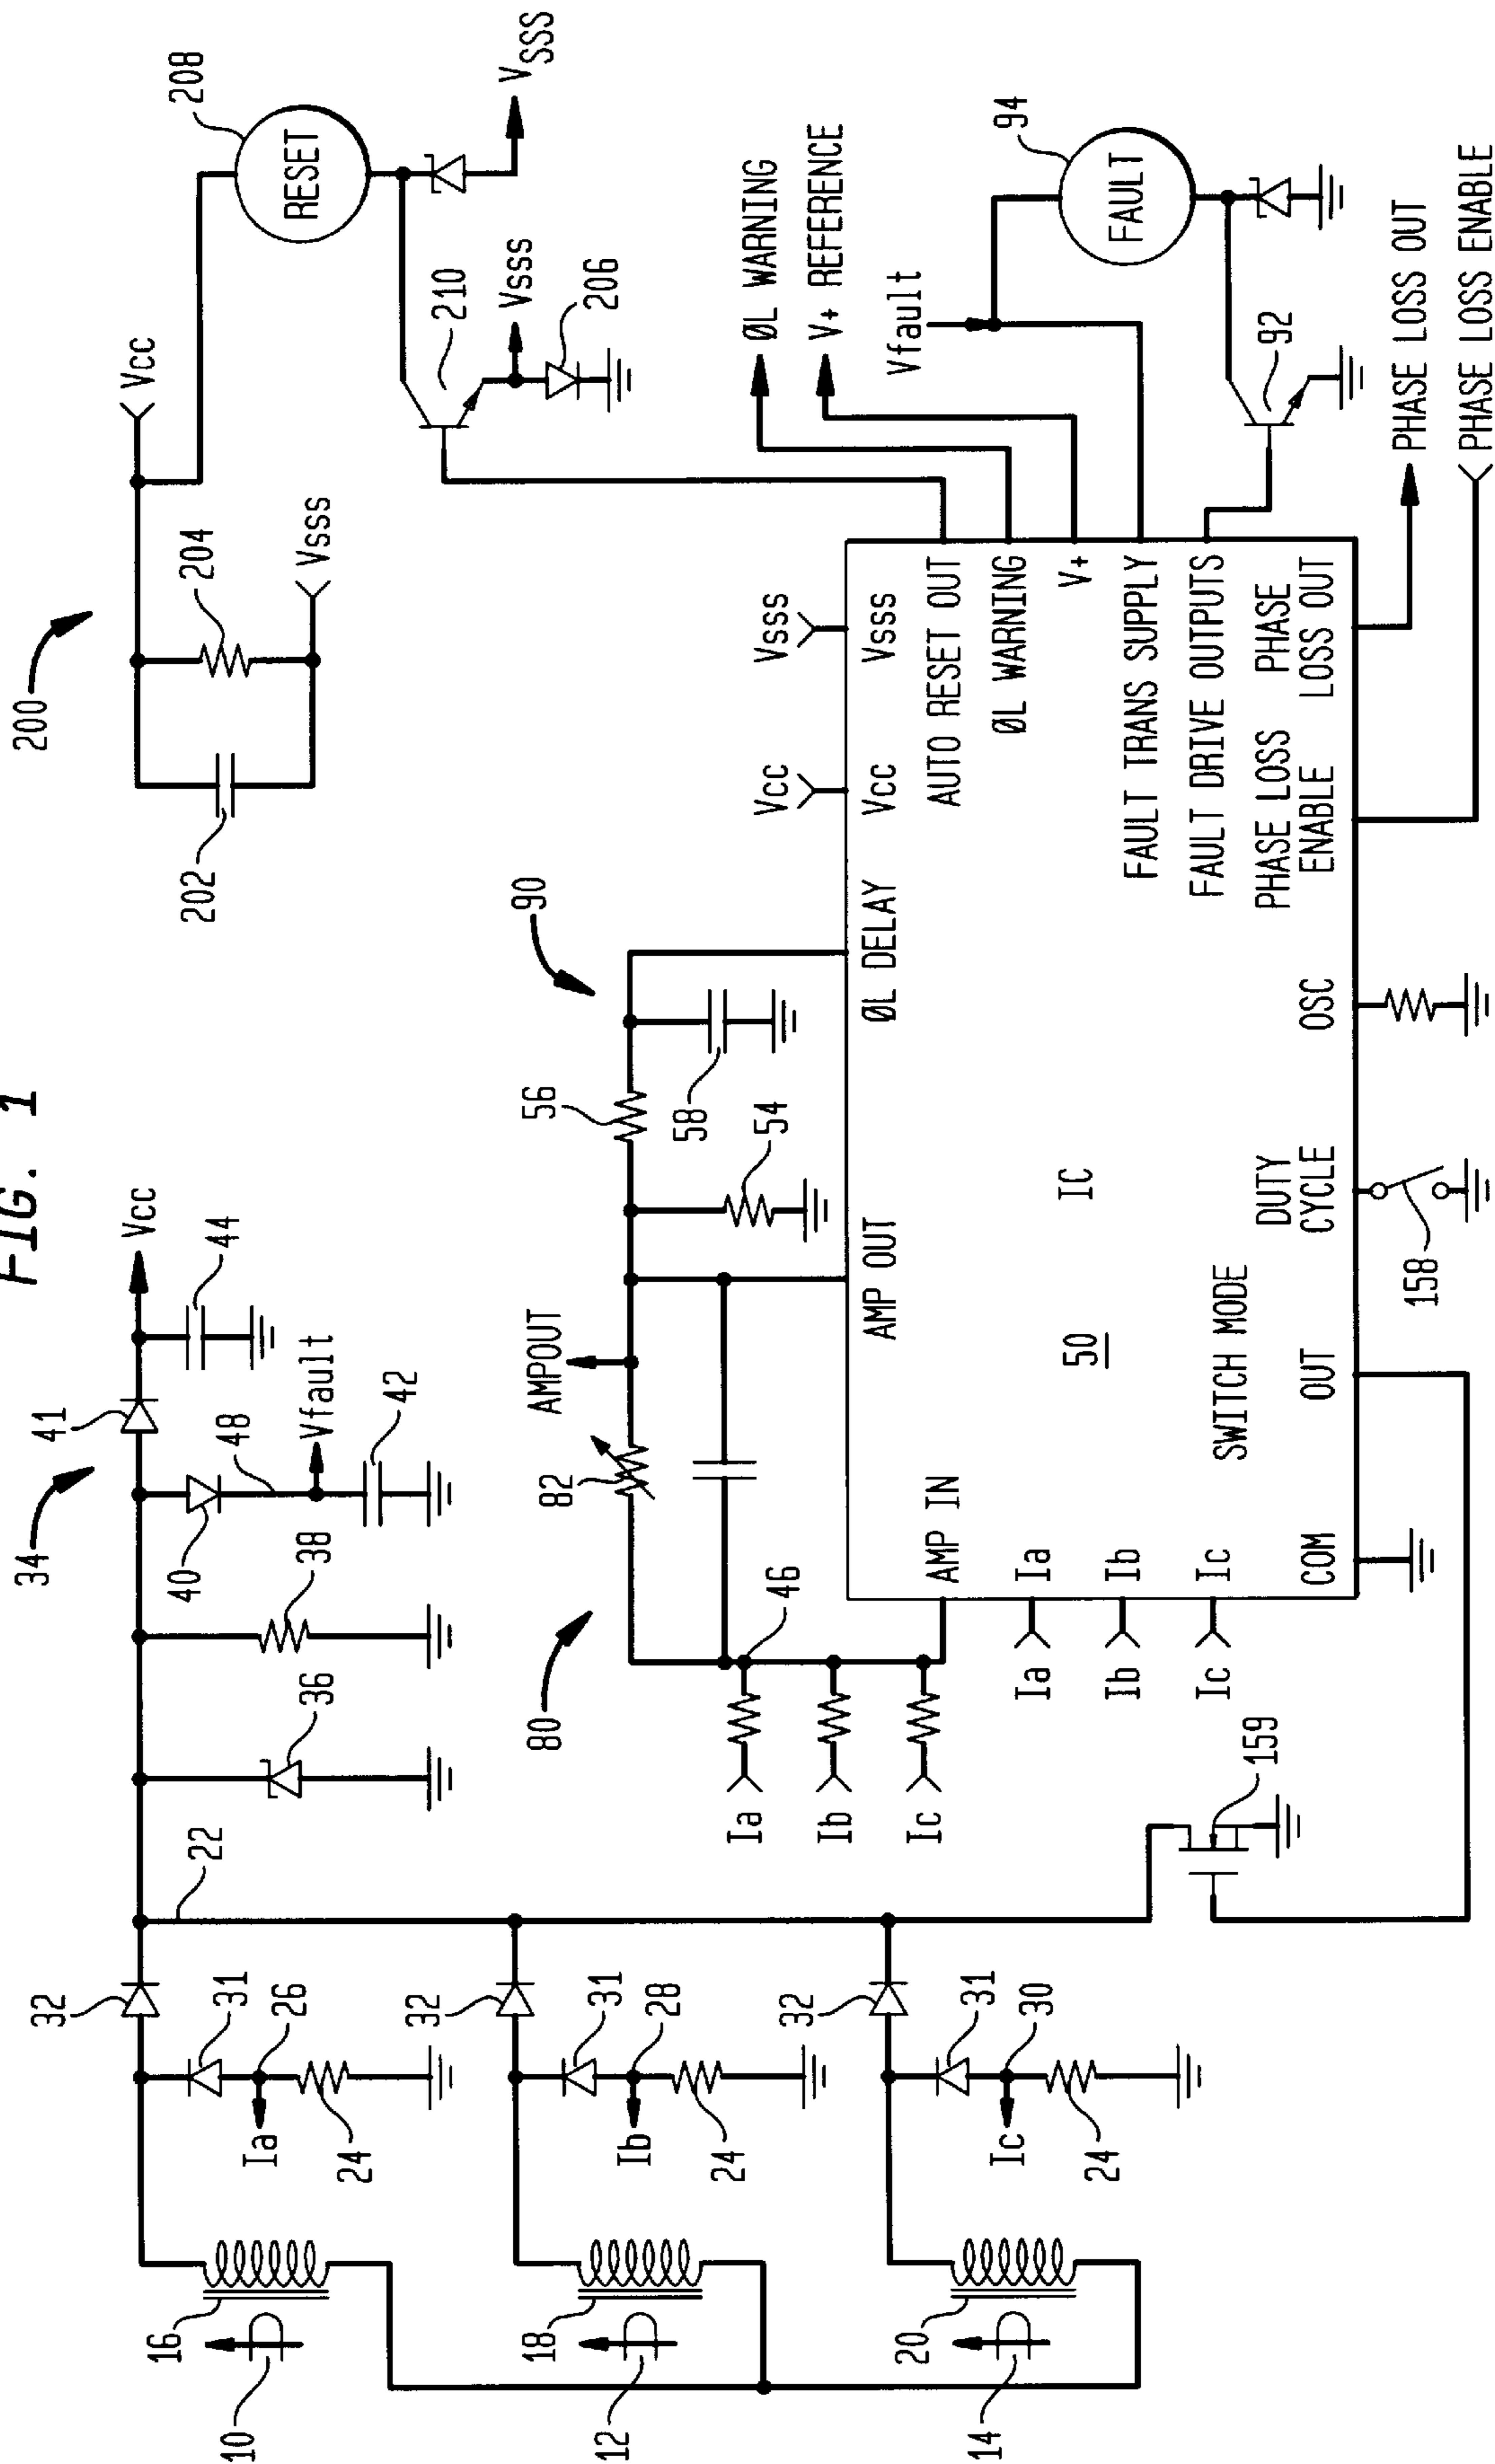 FIG. 1
200
Vcc
208
RESET
VSSS
204
Vsss
202
210
Vsss
206
34
41
Vcc
44
48
Vfault
40
42
38
36
22
32
31
26
Ia
24
16
10
32
31
28
Ib
24
18
12
32
31
30
Ic
24
20
14
159
80
82
AMPOUT
46
Ia
Ib
Ic
56
90
58
54
Vcc
Vsss
AMP IN
AMP OUT
ØL DELAY
Vcc
Vsss
AUTO RESET OUT
ØL WARNING
V+
FAULT TRANS SUPPLY
FAULT DRIVE OUTPUTS
PHASE LOSS
ENABLE
PHASE
LOSS OUT
Ia
Ia
Ib
Ib
Ic
Ic
COM
SWITCH MODE
OUT
50
IC
DUTY
CYCLE
OSC
158
ØL WARNING
V+ REFERENCE
Vfault
94
FAULT
92
PHASE LOSS OUT
PHASE LOSS ENABLE